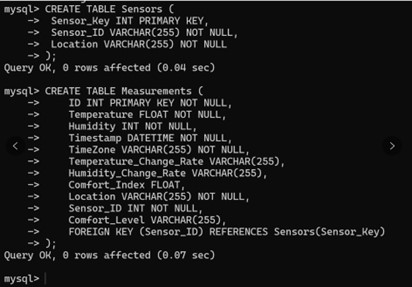 mysql> CREATE TABLE Sensors (
    ->  Sensor_Key INT PRIMARY KEY,
    ->  Sensor_ID VARCHAR(255) NOT NULL,
    ->  Location VARCHAR(255) NOT NULL
    -> );
Query OK, 0 rows affected (0.04 sec)

mysql> CREATE TABLE Measurements (
    ->     ID INT PRIMARY KEY NOT NULL,
    ->     Temperature FLOAT NOT NULL,
    ->     Humidity INT NOT NULL,
    ->     Timestamp DATETIME NOT NULL,
    ->     TimeZone VARCHAR(255) NOT NULL,
    ->     Temperature_Change_Rate VARCHAR(255),
    ->     Humidity_Change_Rate VARCHAR(255),
    ->     Comfort_Index FLOAT,
    ->     Location VARCHAR(255) NOT NULL,
    ->     Sensor_ID INT NOT NULL,
    ->     Comfort_Level VARCHAR(255),
    ->     FOREIGN KEY (Sensor_ID) REFERENCES Sensors(Sensor_Key)
    -> );
Query OK, 0 rows affected (0.07 sec)

mysql>